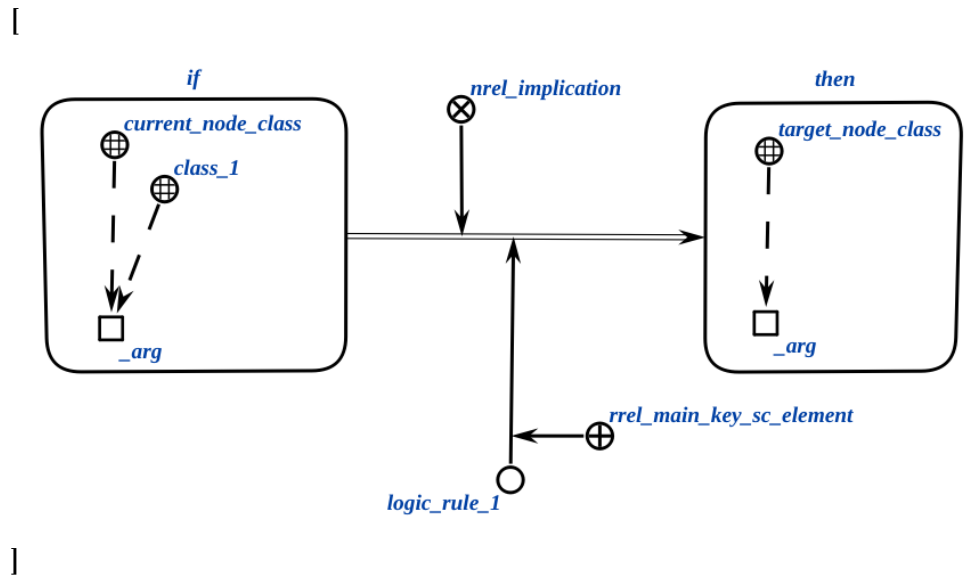 [
if
nrel_implication
then
current_node_class
target_node_class
class_1
_arg
_arg
rrel_main_key_sc_element
logic_rule_1
]